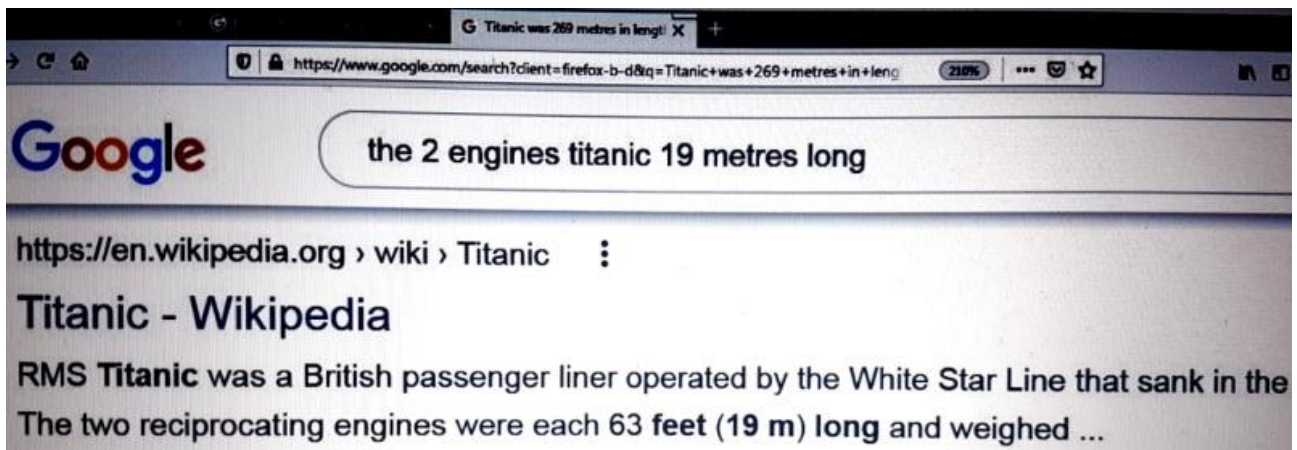 G Titanic was 269 metres in lengt X +
https://www.google.com/search?client=firefox-b-d&q=Titanic+was+269+metres+in+leng 210% ...
Google the 2 engines titanic 19 metres long
https://en.wikipedia.org › wiki › Titanic
Titanic - Wikipedia
RMS Titanic was a British passenger liner operated by the White Star Line that sank in the
The two reciprocating engines were each 63 feet (19 m) long and weighed ...